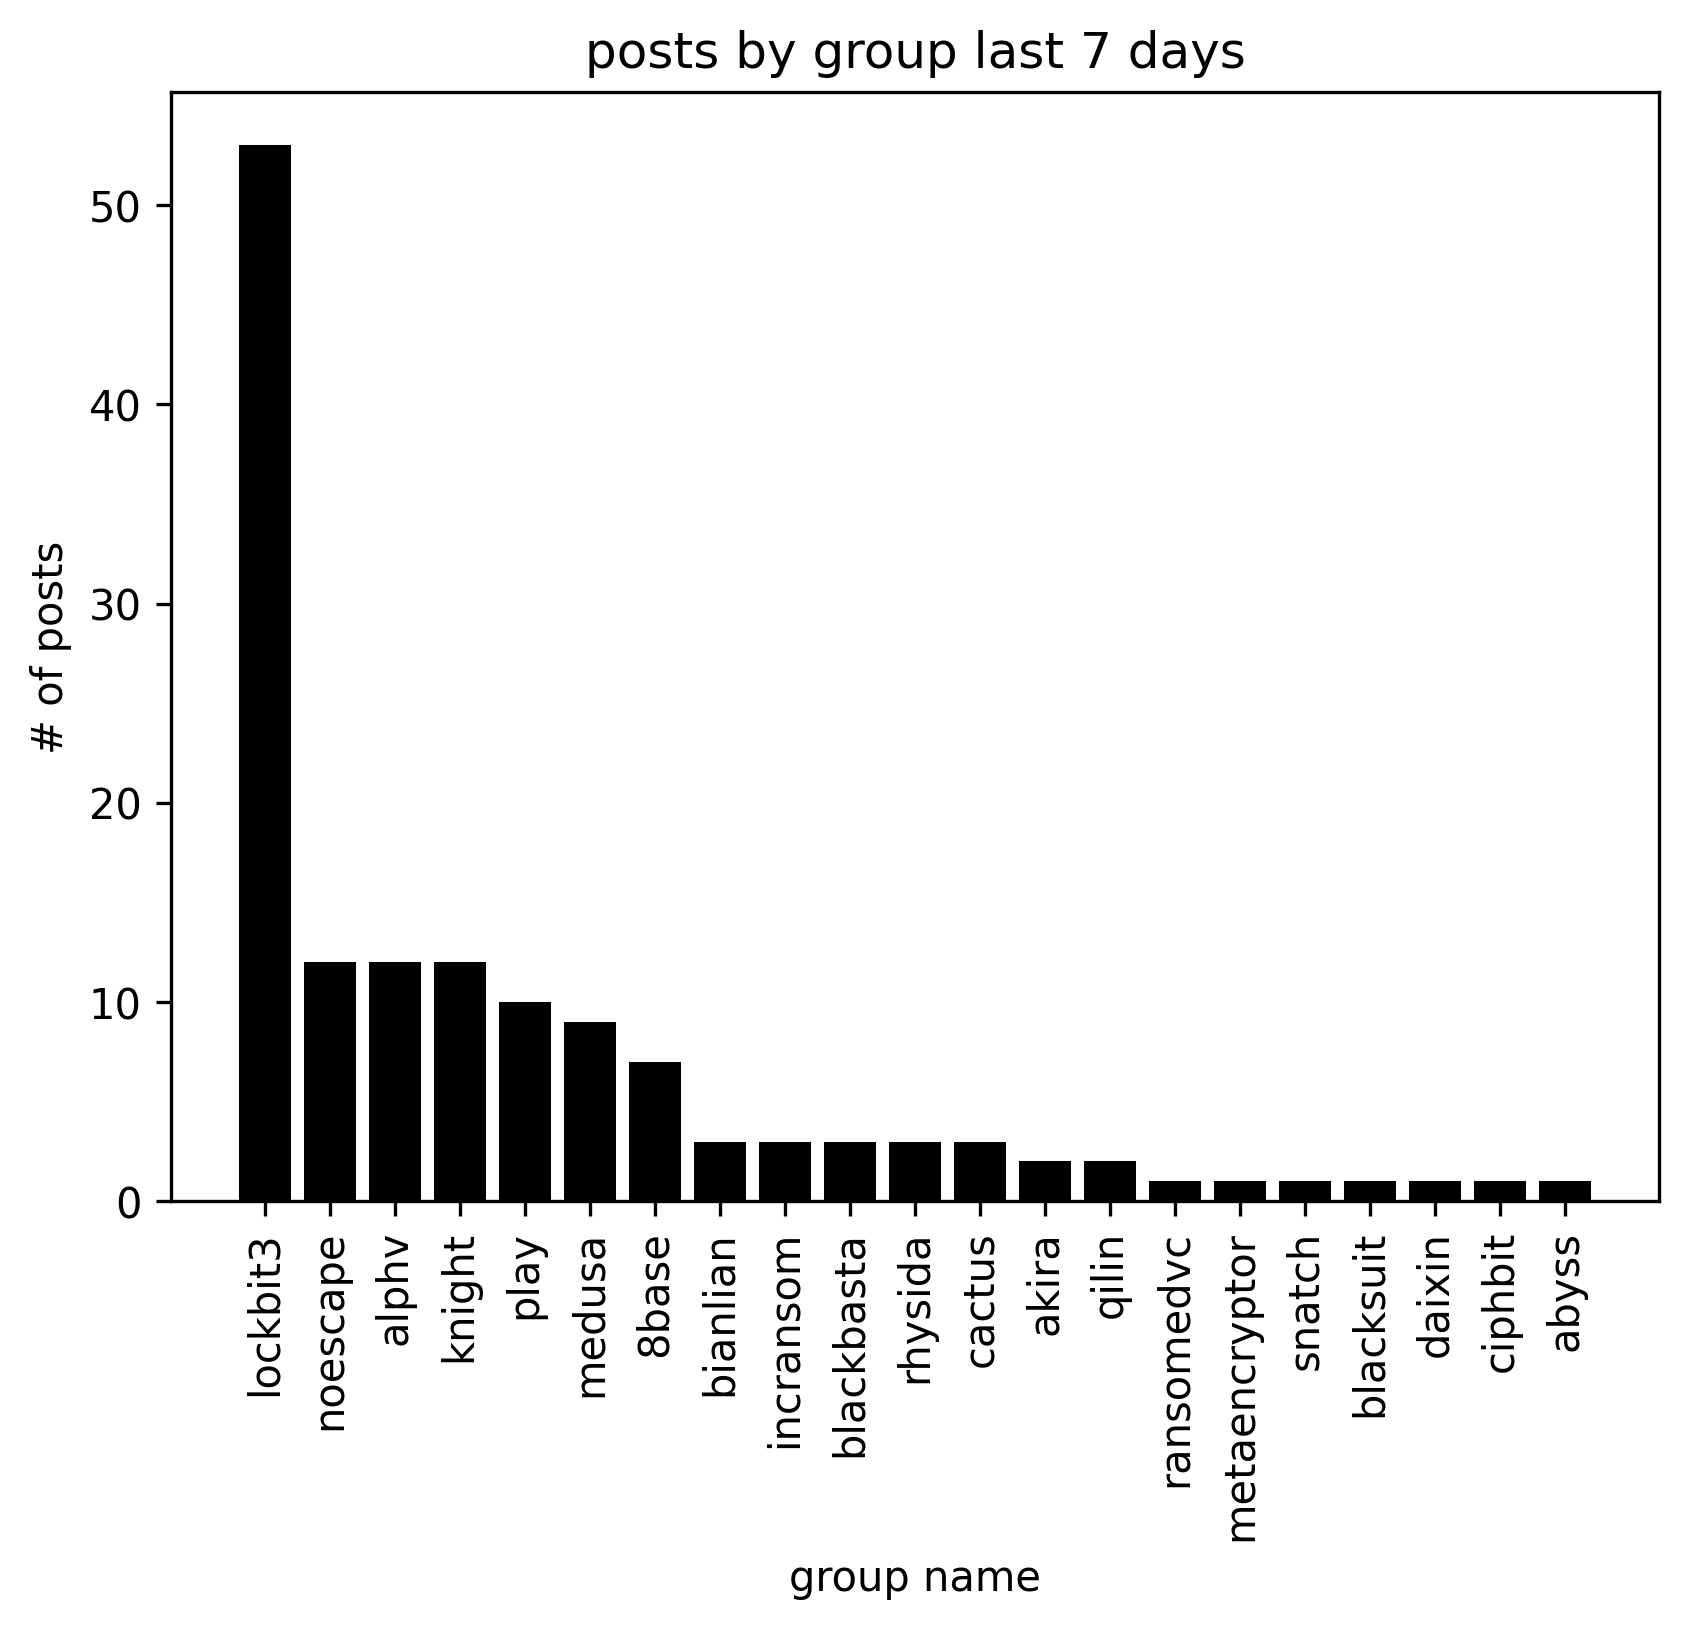 posts by group last 7 days
# of posts
50
40
30
20
10
0
lockbit3
noescape
alphv
knight
play
medusa
8base
bianlian
incransom
blackbasta
rhysida
cactus
akira
qilin
ransomedvc
metaencryptor
snatch
blacksuit
daixin
ciphbit
abyss
group name